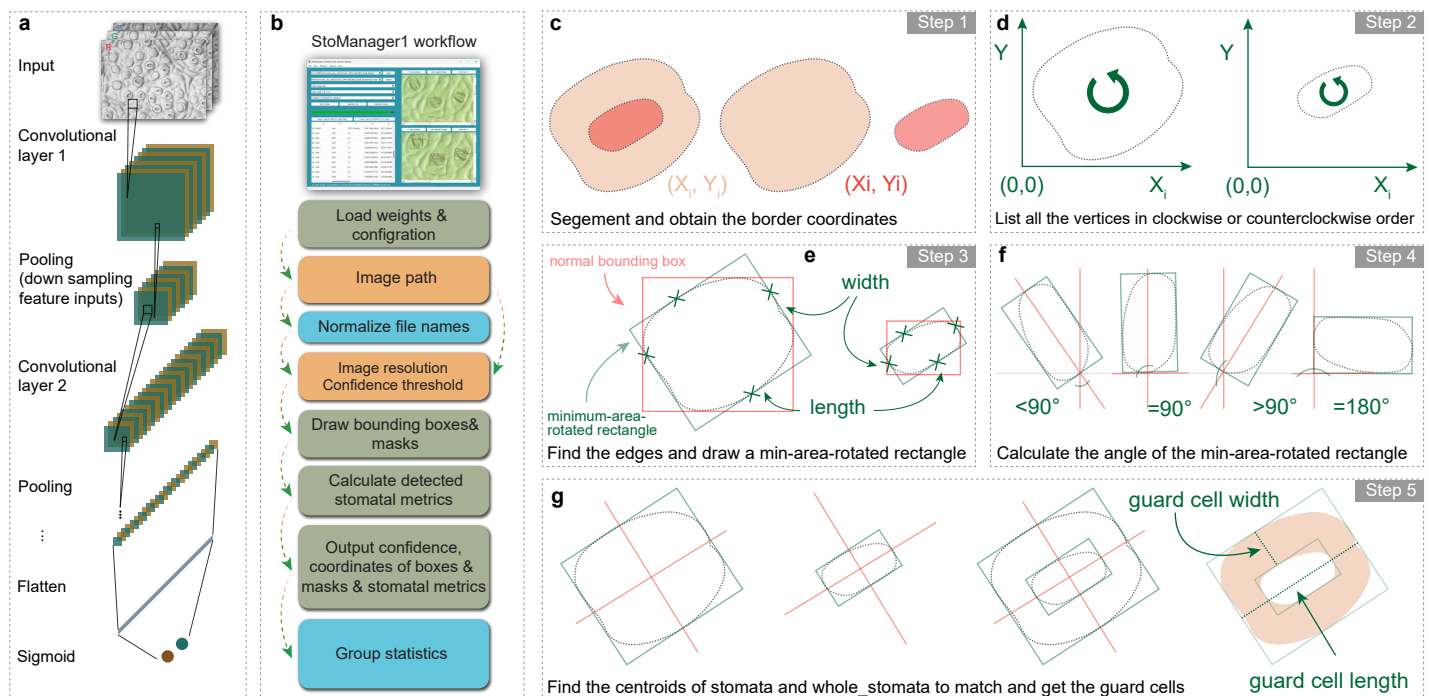 a
Input
R
G
Convolutional
layer 1
Pooling
(down sampling
feature inputs)
Convolutional
layer 2
Pooling
...
Flatten
Sigmoid
b
StoManager1 workflow
Load weights &
configration
Image path
Normalize file names
Image resolution
Confidence threshold
Draw bounding boxes&
masks
Calculate detected
stomatal metrics
Output confidence,
coordinates of boxes &
masks & stomatal metrics
Group statistics
c
Step 1
(Xi, Yi)
(Xi, Yi)
Segement and obtain the border coordinates
d
Step 2
Y
(0,0)
Xi
Y
(0,0)
Xi
List all the vertices in clockwise or counterclockwise order
e
Step 3
normal bounding box
width
length
minimum-area-
rotated rectangle
Find the edges and draw a min-area-rotated rectangle
f
Step 4
<90°
=90°
>90°
=180°
Calculate the angle of the min-area-rotated rectangle
g
Step 5
guard cell width
guard cell length
Find the centroids of stomata and whole_stomata to match and get the guard cells